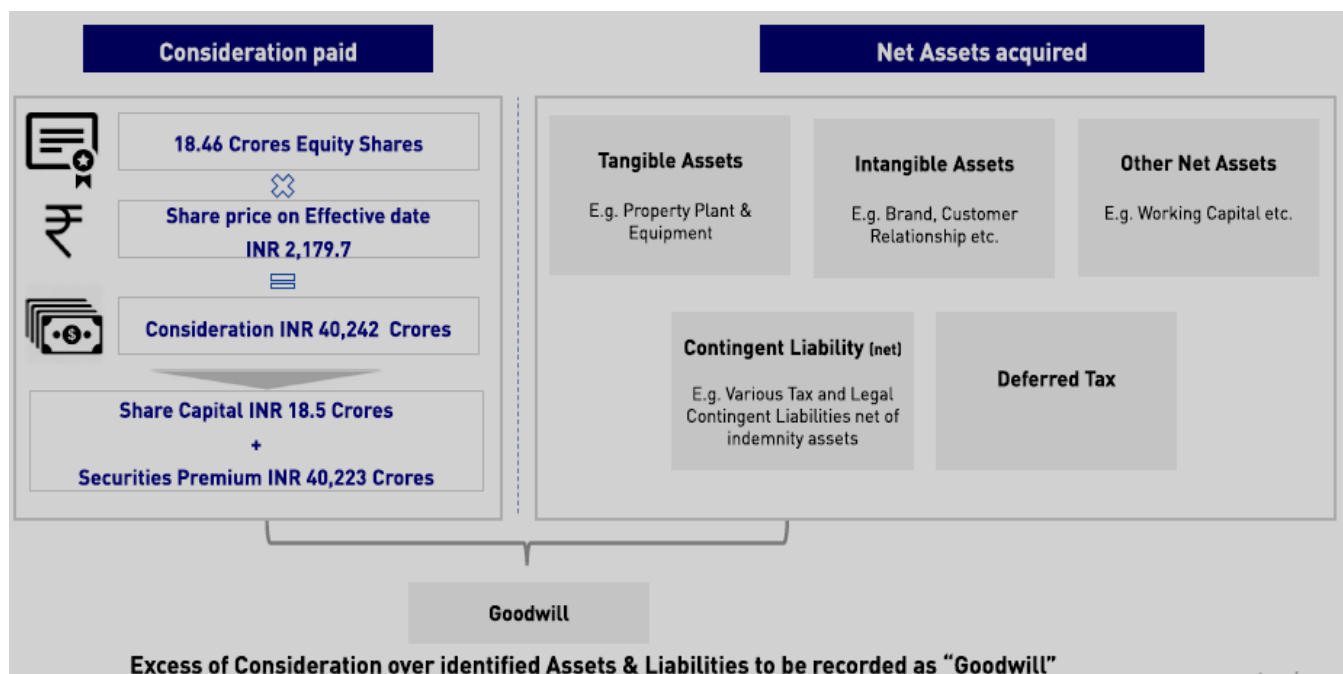 Consideration paid
18.46 Crores Equity Shares
Share price on Effective date
INR 2,179.7
Consideration INR 40,242 Crores
Share Capital INR 18.5 Crores
+
Securities Premium INR 40,223 Crores
Net Assets acquired
Tangible Assets
E.g. Property Plant &
Equipment
Intangible Assets
E.g. Brand, Customer
Relationship etc.
Other Net Assets
E.g. Working Capital etc.
Contingent Liability (net)
E.g. Various Tax and Legal
Contingent Liabilities net of
indemnity assets
Deferred Tax
Goodwill
Excess of Consideration over identified Assets & Liabilities to be recorded as “Goodwill”